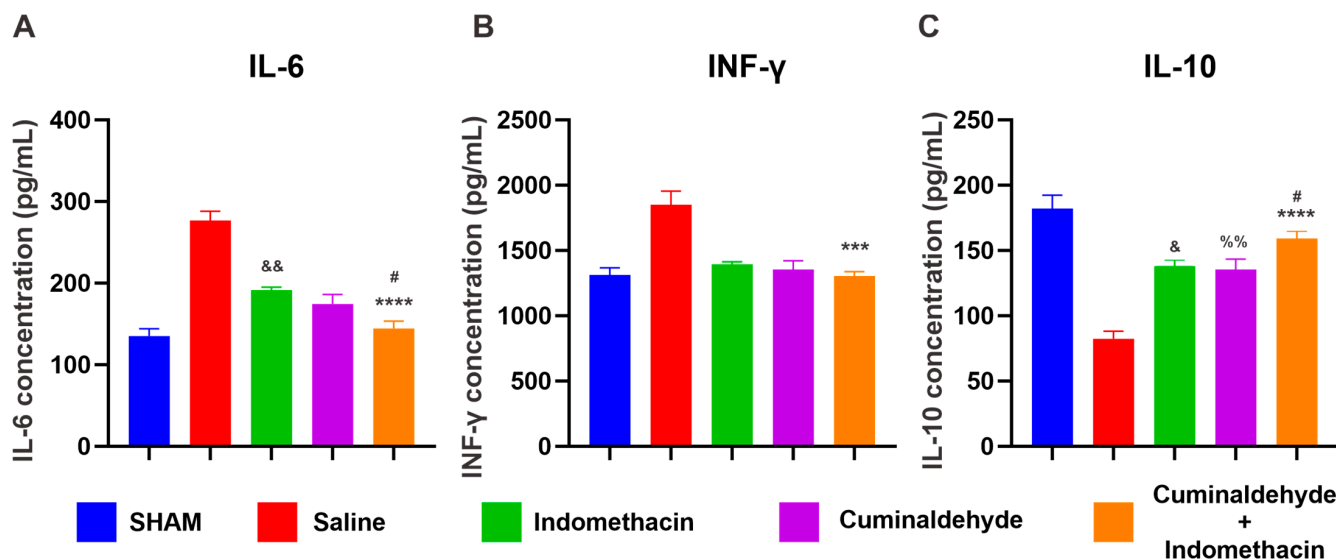 A
IL-6
IL-6 concentration (pg/mL)
400
300
200
100
0
&&
#
****
B
INF-γ
INF-γ concentration (pg/mL)
2500
2000
1500
1000
500
0
***
C
IL-10
IL-10 concentration (pg/mL)
250
200
150
100
50
0
&
%%
#
****
SHAM
Saline
Indomethacin
Cuminaldehyde
Cuminaldehyde
+
Indomethacin